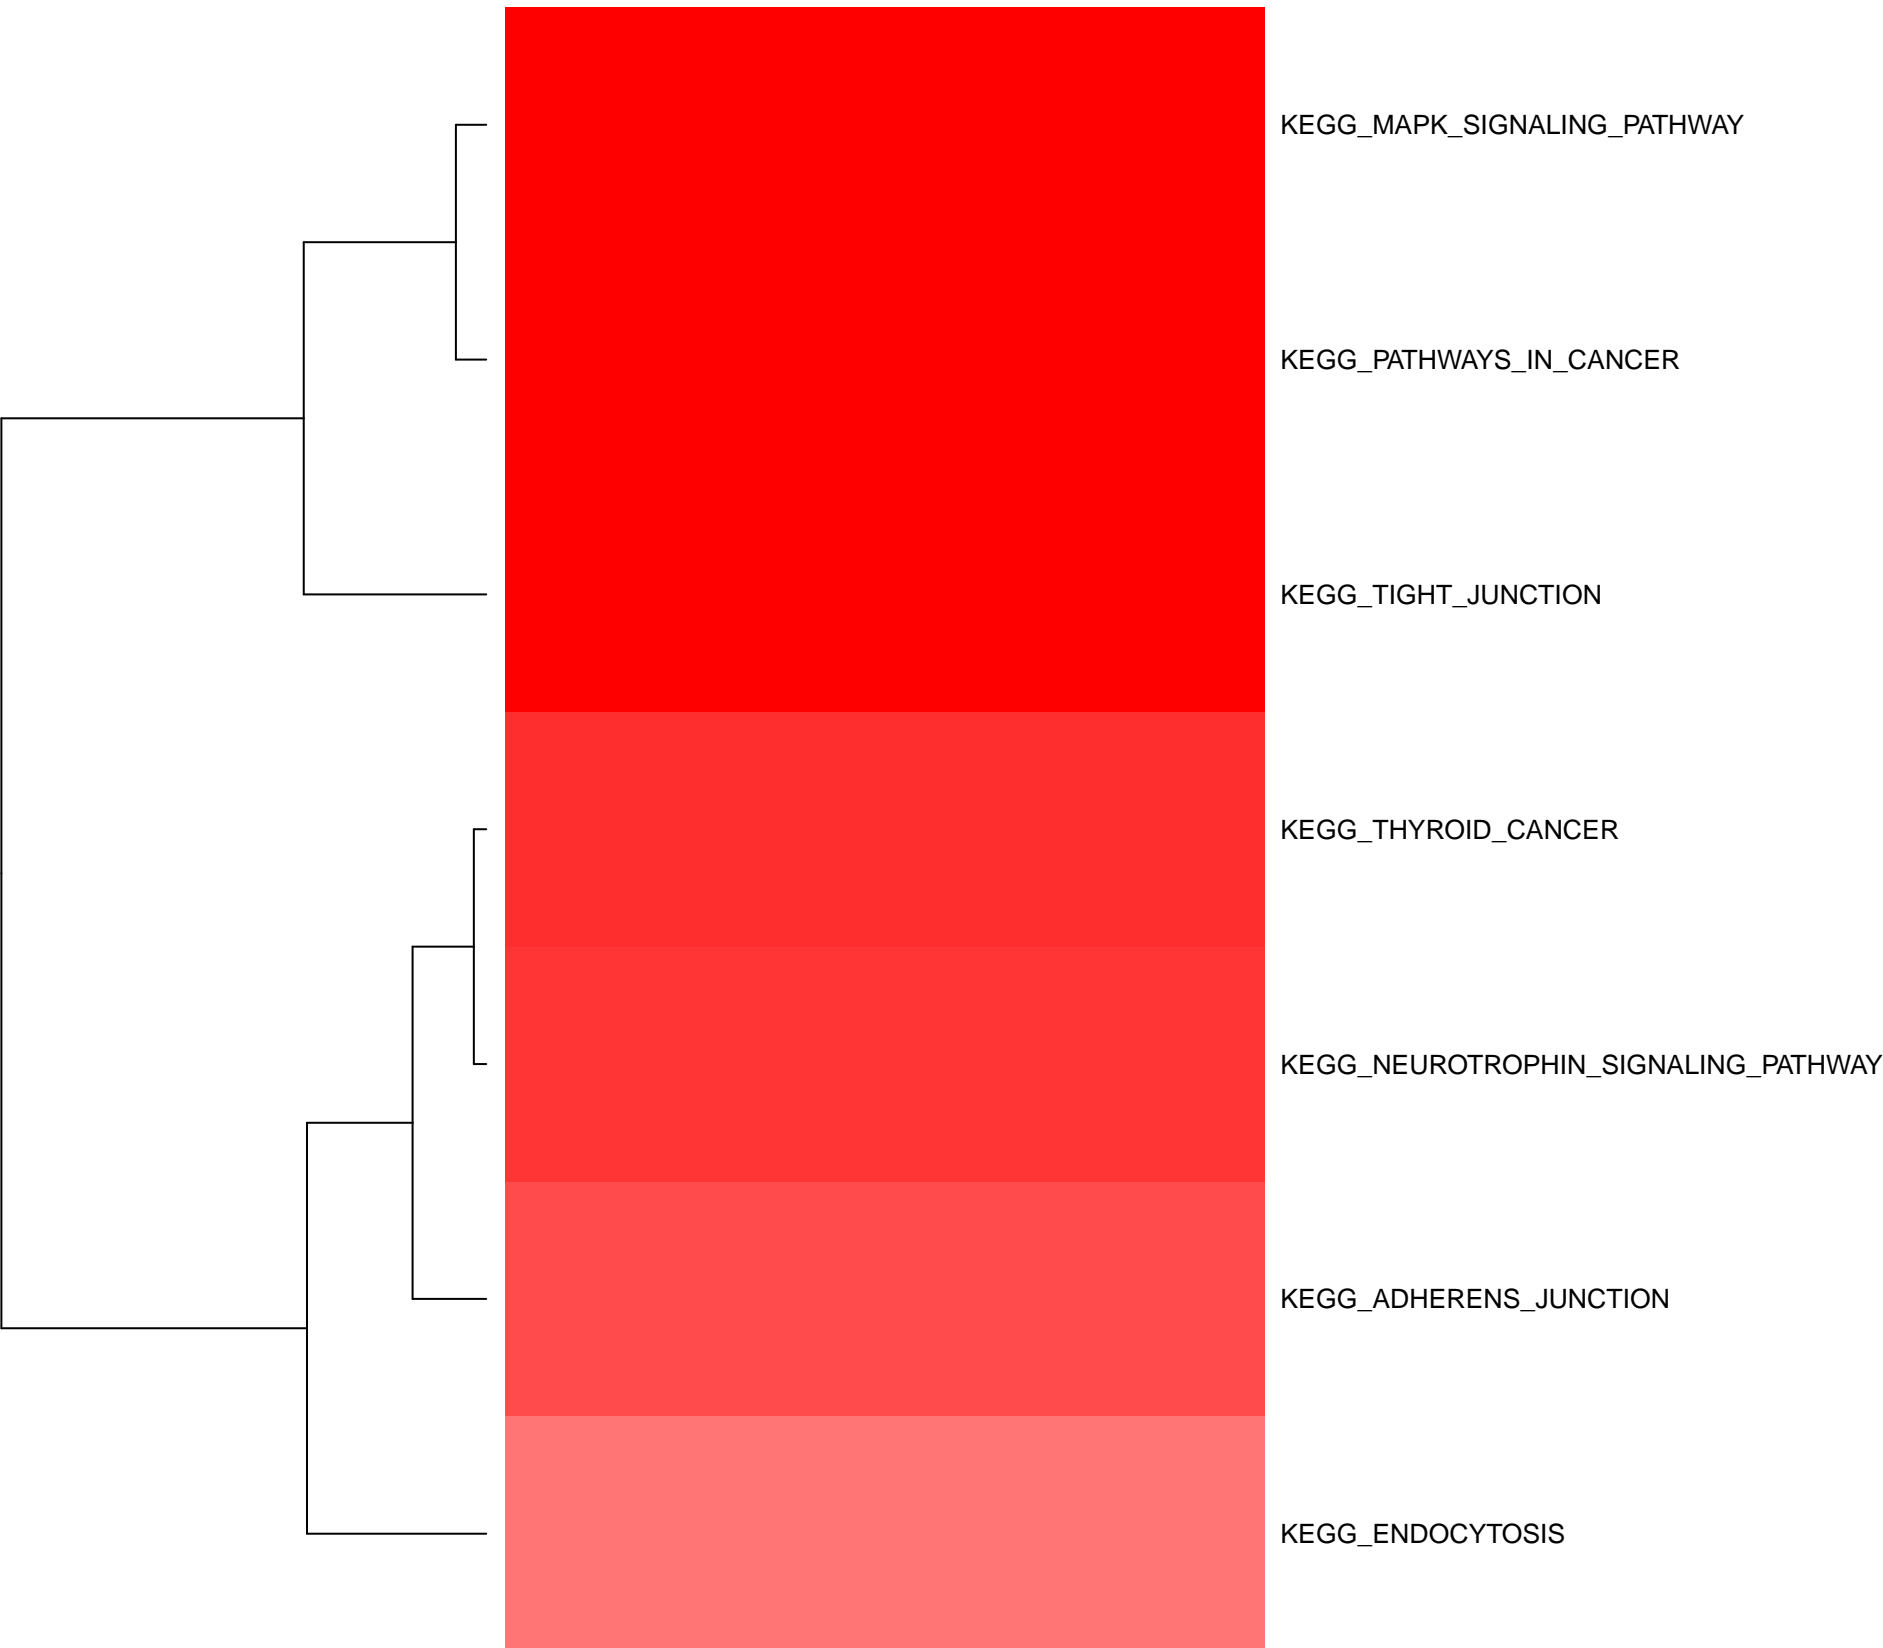 KEGG_MAPK_SIGNALING_PATHWAY
KEGG_PATHWAYS_IN_CANCER
KEGG_TIGHT_JUNCTION
KEGG_THYROID_CANCER
KEGG_NEUROTROPHIN_SIGNALING_PATHWAY
KEGG_ADHERENS_JUNCTION
KEGG_ENDOCYTOSIS